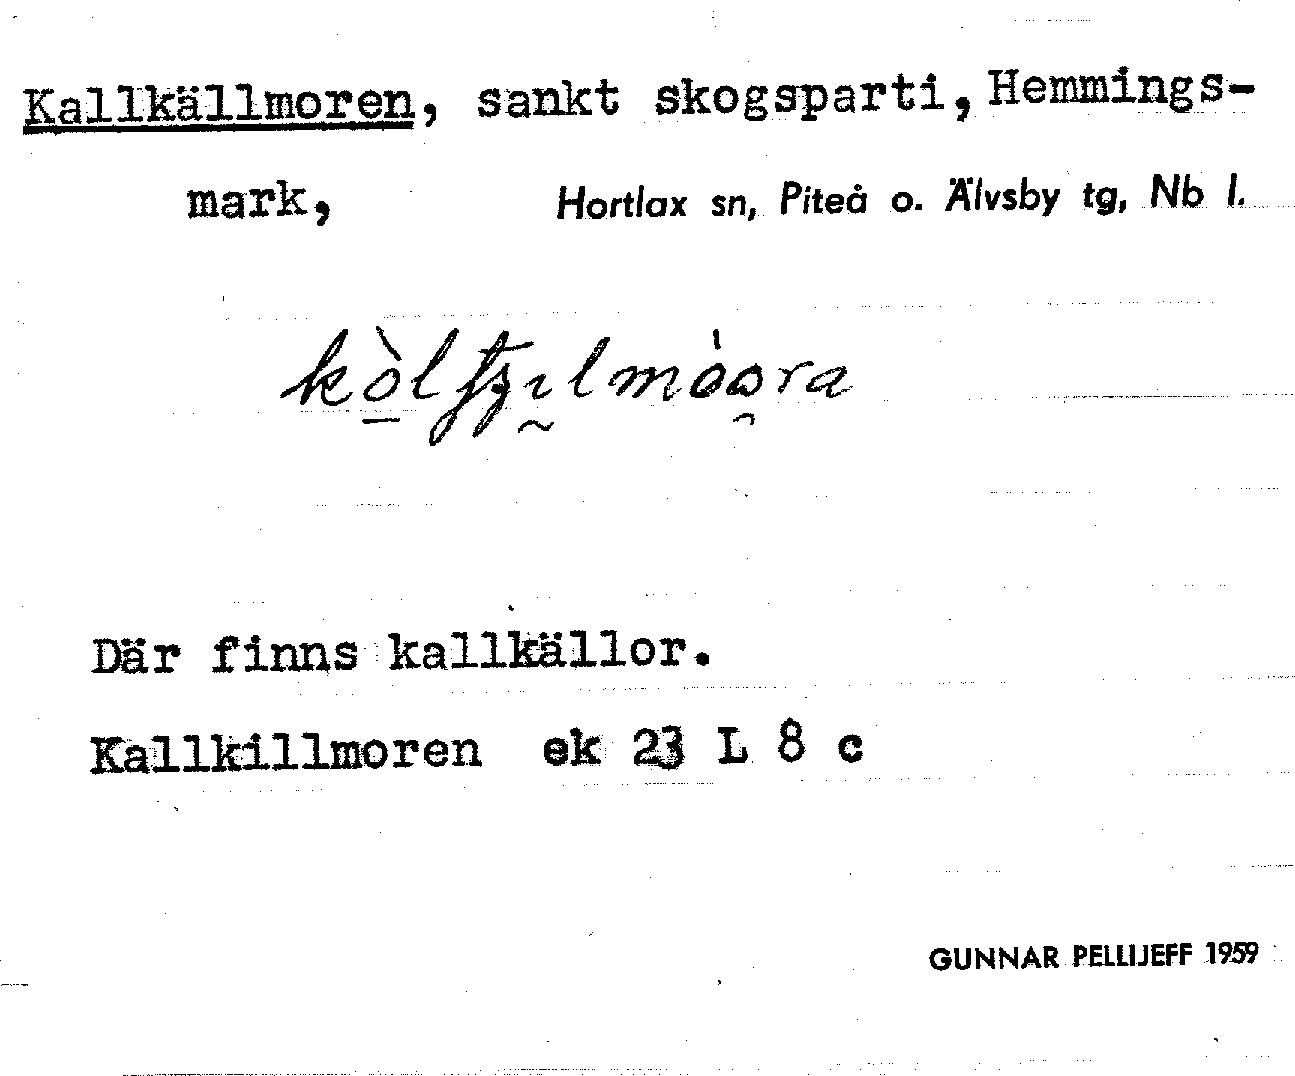 Kallkällmoren, sankt skogsparti, Hemmings-
mark, Hortlax sn, Piteå o. Älvsby tg, Nb l.
Där finns kallkällor.
Kallkillmoren ek 23 L 8 c
GUNNAR PELLIJEFF 1959